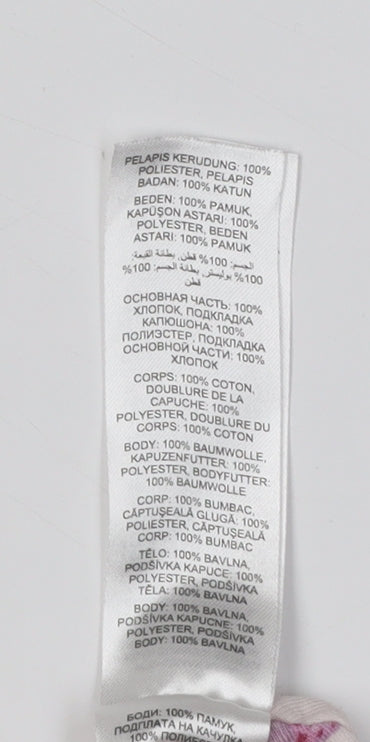 PELAPIS KERUDUNG: 100%
POLIESTER, PELAPIS
BADAN: 100% KATUN
BEDEN: 100% PAMUK,
KAPÜŞON ASTARI: 100%
POLYESTER, BEDEN
ASTARI: 100% PAMUK
الجسم: 100% قطن, بطانة القبعة:
100% بوليستر, بطانة الجسم: 100%
قطن
ОСНОВНАЯ ЧАСТЬ: 100%
ХЛОПОК, ПОДКЛАДКА
КАПЮШОНА: 100%
ПОЛИЭСТЕР, ПОДКЛАДКА
ОСНОВНОЙ ЧАСТИ: 100%
ХЛОПОК
CORPS: 100% COTON,
DOUBLURE DE LA
CAPUCHE: 100%
POLYESTER, DOUBLURE DU
CORPS: 100% COTON
BODY: 100% BAUMWOLLE,
KAPUZENFUTTER: 100%
POLYESTER, BODYFUTTER:
100% BAUMWOLLE
CORP: 100% BUMBAC,
CĂPTUŞEALĂ GLUGĂ: 100%
POLIESTER, CĂPTUŞEALĂ
CORP: 100% BUMBAC
TĚLO: 100% BAVLNA,
PODŠÍVKA KAPUCE: 100%
POLYESTER, PODŠÍVKA
TĚLA: 100% BAVLNA
BODY: 100% BAVLNA,
PODŠÍVKA KAPUCNE: 100%
POLYESTER, PODŠÍVKA
BODY: 100% BAVLNA
БОДИ: 100% ПАМУК,
ПОДПЛАТА НА КАЧУЛКА
100%